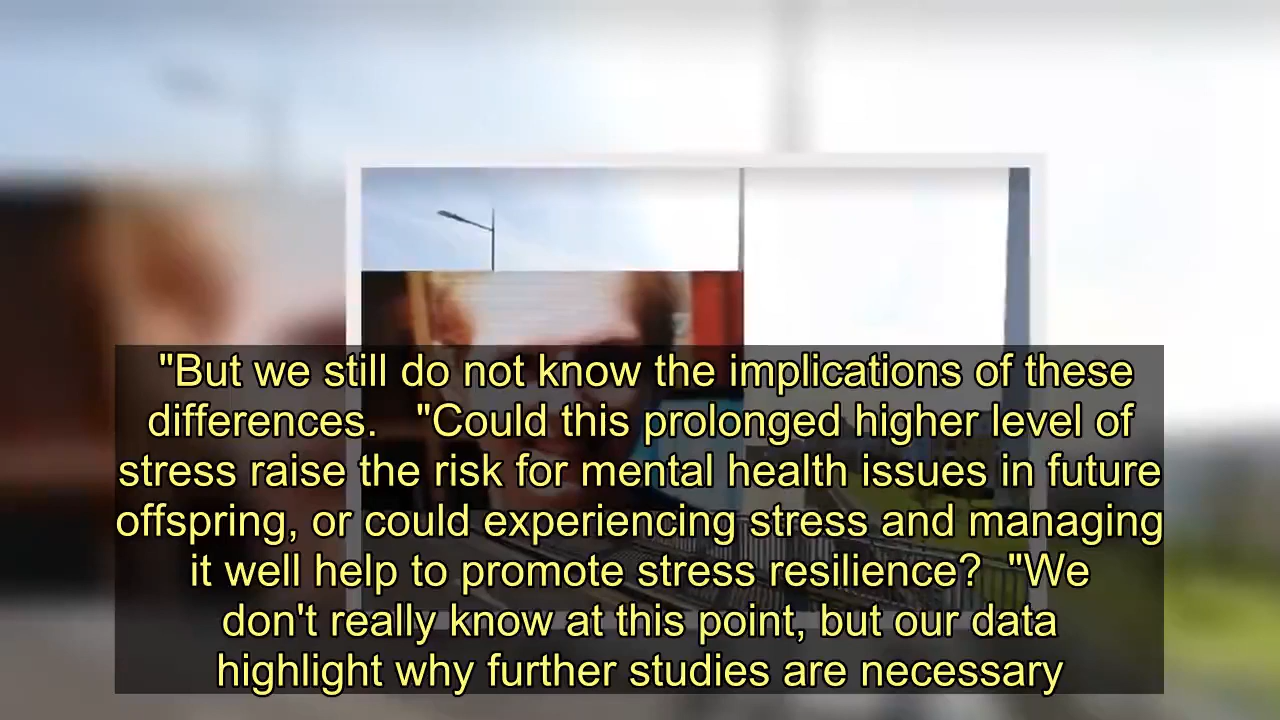 "But we still do not know the implications of these
differences.   "Could this prolonged higher level of
stress raise the risk for mental health issues in future
offspring, or could experiencing stress and managing
it well help to promote stress resilience?  "We
don't really know at this point, but our data
highlight why further studies are necessary